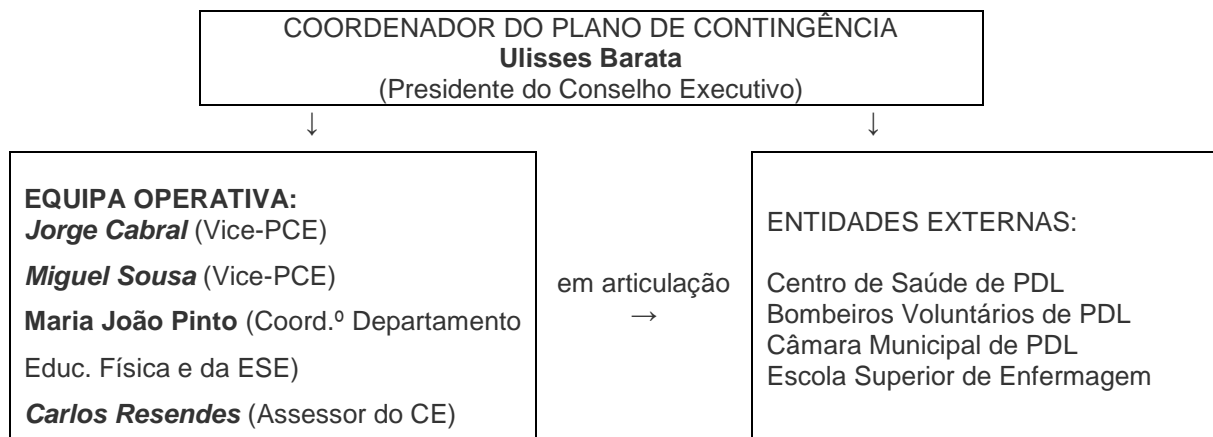 COORDENADOR DO PLANO DE CONTINGÊNCIA
Ulisses Barata
(Presidente do Conselho Executivo)
↓ ↓
EQUIPA OPERATIVA:
Jorge Cabral (Vice-PCE)
Miguel Sousa (Vice-PCE)
Maria João Pinto (Coord.º Departamento
Educ. Física e da ESE)
Carlos Resendes (Assessor do CE)
em articulação
→
ENTIDADES EXTERNAS:
Centro de Saúde de PDL
Bombeiros Voluntários de PDL
Câmara Municipal de PDL
Escola Superior de Enfermagem